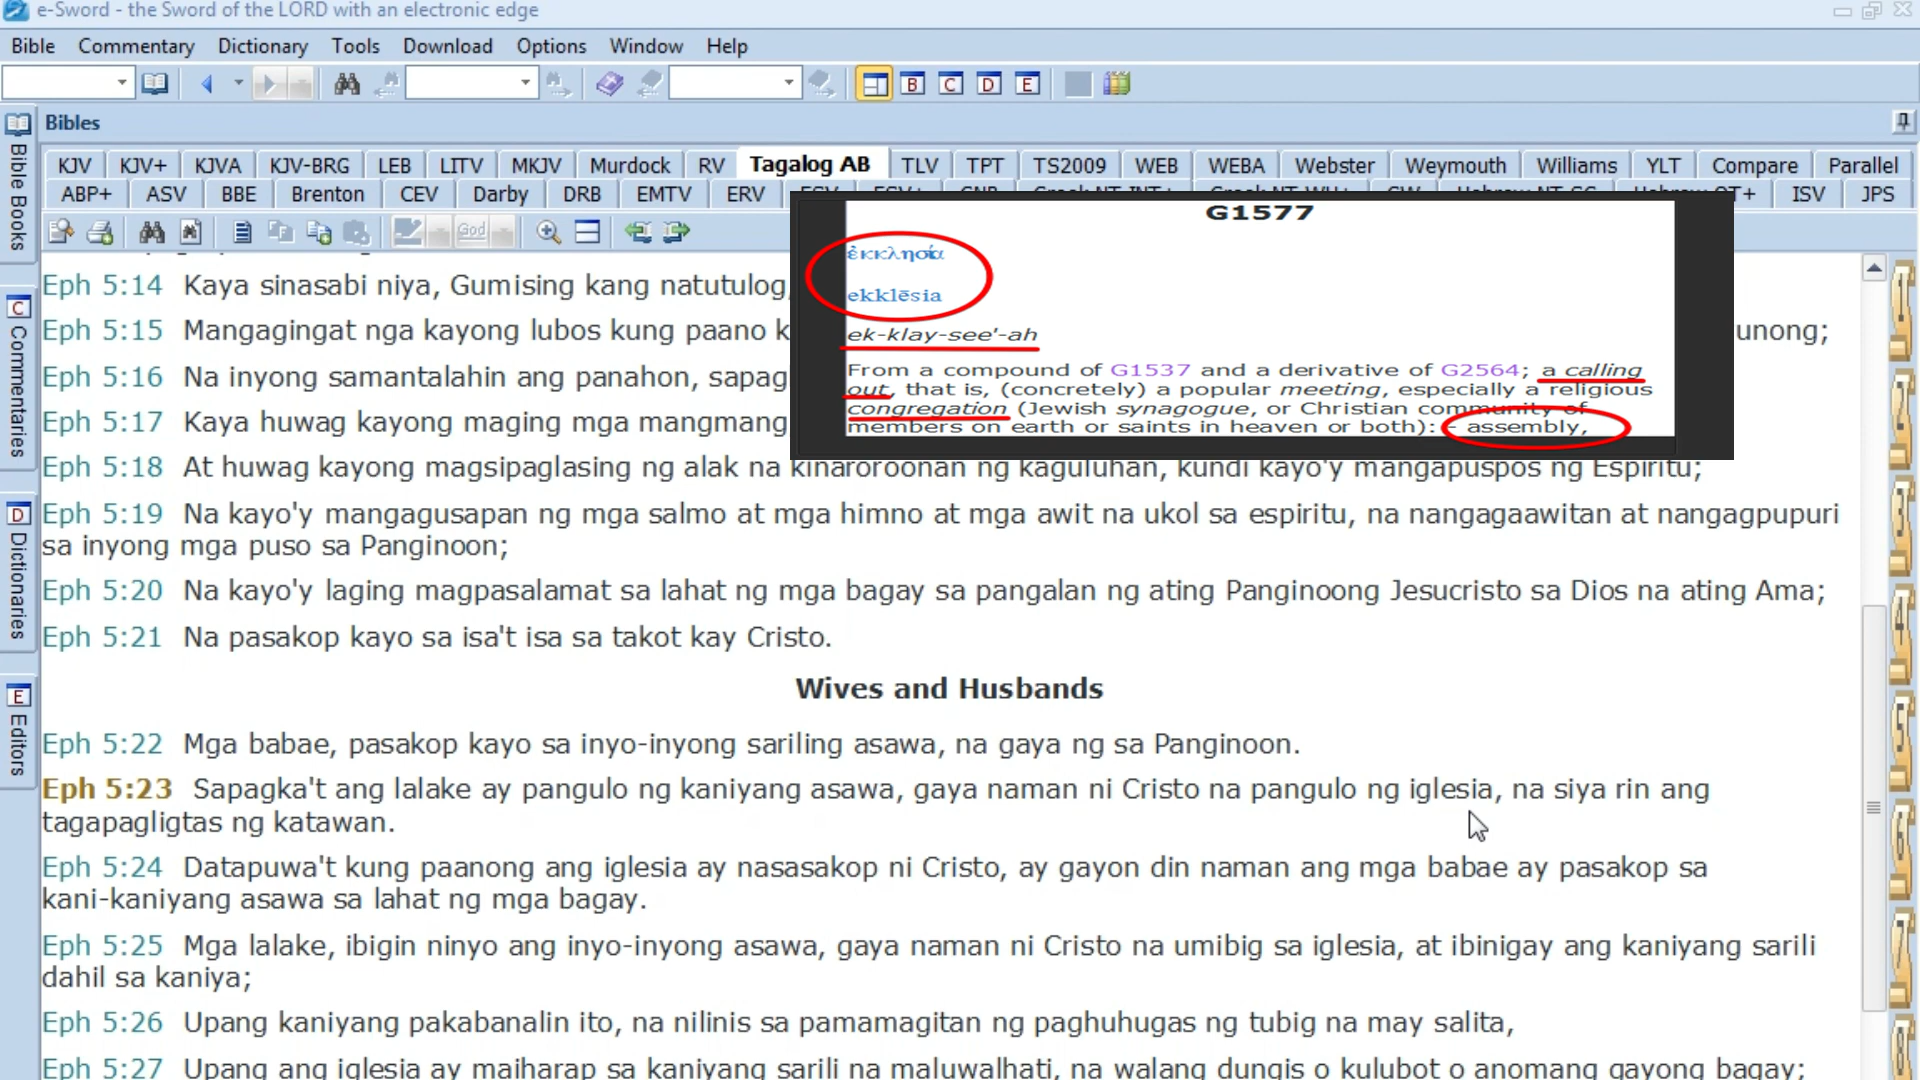 e-Sword - the Sword of the LORD with an electronic edge
Bible Commentary Dictionary Tools Download Options Window Help
B C D E
Bibles
KJV KJV+ KJVA KJV-BRG LEB LITV MKJV Murdock RV Tagalog AB TLV TPT TS2009 WEB WEBA Webster Weymouth Williams YLT Compare Parallel
ABP+ ASV BBE Brenton CEV Darby DRB EMTV ERV ISV JPS
God
Bible Books
C Commentaries
D Dictionaries
E Editors
G1577
ἐκκλησία
ekklēsia
ek-klay-see'-ah
From a compound of G1537 and a derivative of G2564; a calling
out, that is, (concretely) a popular meeting, especially a religious
congregation (Jewish synagogue, or Christian community of
members on earth or saints in heaven or both): - assembly,
Eph 5:14 Kaya sinasabi niya, Gumising kang natutulog,
Eph 5:15 Mangagingat nga kayong lubos kung paano k unong;
Eph 5:16 Na inyong samantalahin ang panahon, sapag
Eph 5:17 Kaya huwag kayong maging mga mangmang
Eph 5:18 At huwag kayong magsipaglasing ng alak na kinaroroonan ng kaguluhan, kundi kayo'y mangapuspos ng Espiritu;
Eph 5:19 Na kayo'y mangagusapan ng mga salmo at mga himno at mga awit na ukol sa espiritu, na nangagaawitan at nangagpupuri
sa inyong mga puso sa Panginoon;
Eph 5:20 Na kayo'y laging magpasalamat sa lahat ng mga bagay sa pangalan ng ating Panginoong Jesucristo sa Dios na ating Ama;
Eph 5:21 Na pasakop kayo sa isa't isa sa takot kay Cristo.
Wives and Husbands
Eph 5:22 Mga babae, pasakop kayo sa inyo-inyong sariling asawa, na gaya ng sa Panginoon.
Eph 5:23 Sapagka't ang lalake ay pangulo ng kaniyang asawa, gaya naman ni Cristo na pangulo ng iglesia, na siya rin ang
tagapagligtas ng katawan.
Eph 5:24 Datapuwa't kung paanong ang iglesia ay nasasakop ni Cristo, ay gayon din naman ang mga babae ay pasakop sa
kani-kaniyang asawa sa lahat ng mga bagay.
Eph 5:25 Mga lalake, ibigin ninyo ang inyo-inyong asawa, gaya naman ni Cristo na umibig sa iglesia, at ibinigay ang kaniyang sarili
dahil sa kaniya;
Eph 5:26 Upang kaniyang pakabanalin ito, na nilinis sa pamamagitan ng paghuhugas ng tubig na may salita,
Eph 5:27 Upang ang iglesia ay maiharap sa kaniyang sarili na maluwalhati, na walang dungis o kulubot o anomang gayong bagay;